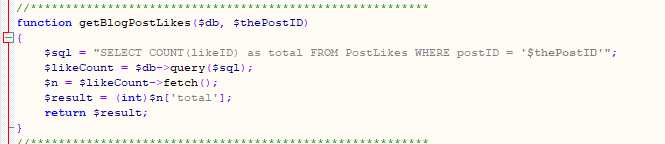 //*********************************************************
function getBlogPostLikes($db, $thePostID)
{
    $sql = "SELECT COUNT(likeID) as total FROM PostLikes WHERE postID = '$thePostID'";
    $likeCount = $db->query($sql);
    $n = $likeCount->fetch();
    $result = (int)$n['total'];
    return $result;
}
//*********************************************************